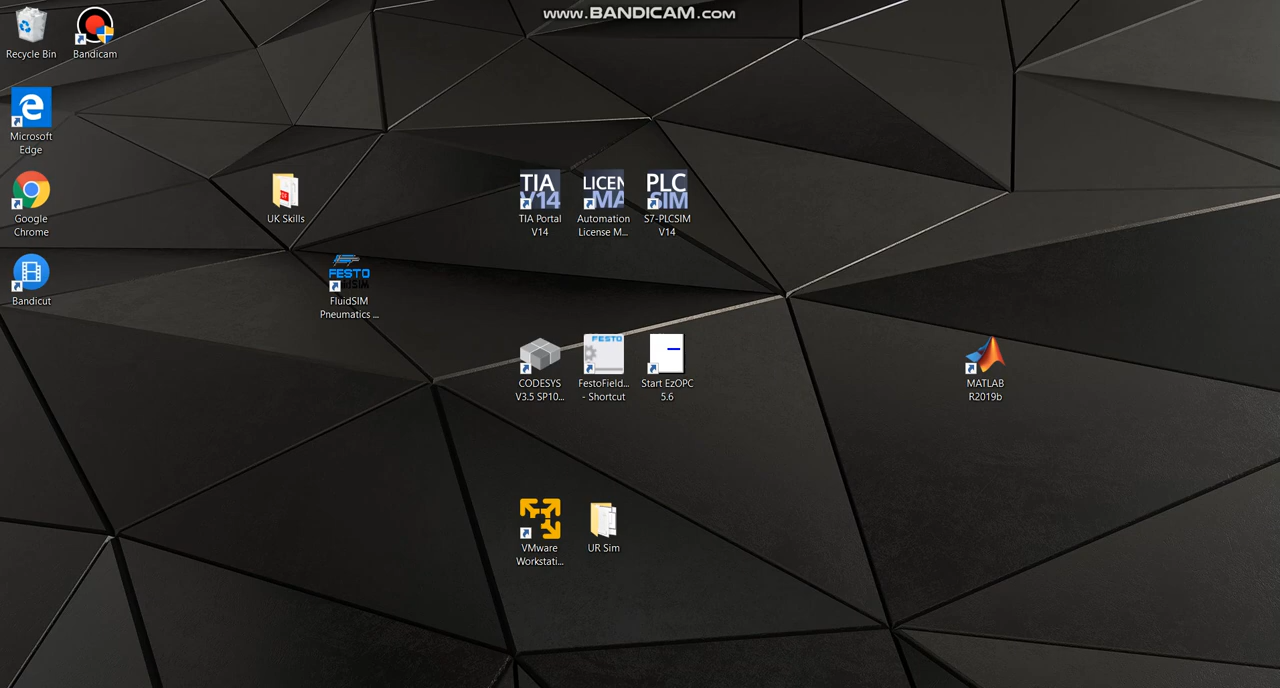 www.BANDICAM.com
Recycle Bin
Bandicam
Microsoft
Edge
Google
Chrome
Bandicut
UK Skills
FESTO
FluidSIM
Pneumatics ...
TIA
V14
TIA Portal
V14
LICEN
MA
Automation
License M...
PLC
SIM
S7-PLCSIM
V14
CODESYS
V3.5 SP10...
FESTO
FestoField...
- Shortcut
Start EzOPC
5.6
MATLAB
R2019b
VMware
Workstati...
UR Sim